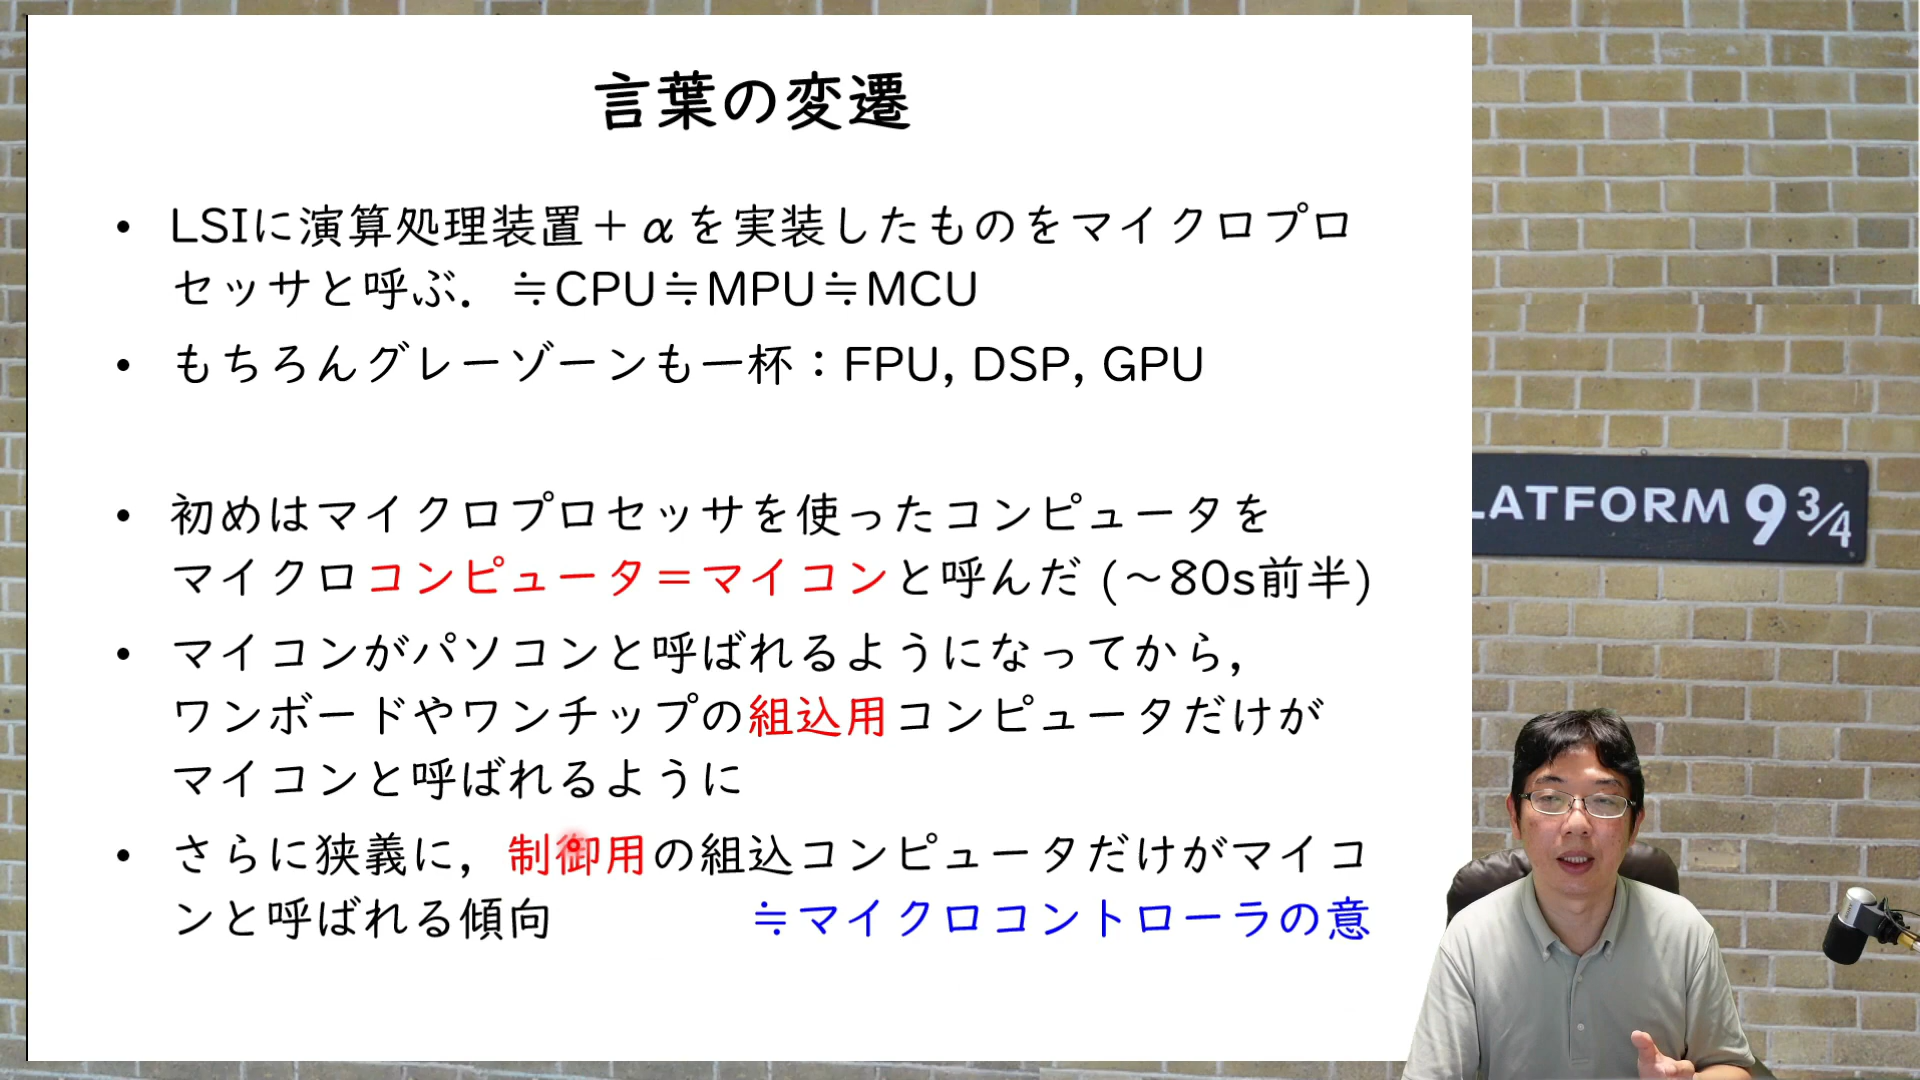 言葉の変遷
• LSIに演算処理装置＋αを実装したものをマイクロプロ
セッサと呼ぶ．≒CPU≒MPU≒MCU
• もちろんグレーゾーンも一杯：FPU, DSP, GPU
• 初めはマイクロプロセッサを使ったコンピュータを
マイクロコンピュータ＝マイコンと呼んだ (～80s前半)
• マイコンがパソコンと呼ばれるようになってから，
ワンボードやワンチップの組込用コンピュータだけが
マイコンと呼ばれるように
• さらに狭義に，制御用の組込コンピュータだけがマイコ
ンと呼ばれる傾向 ≒マイクロコントローラの意
LATFORM 9 3/4